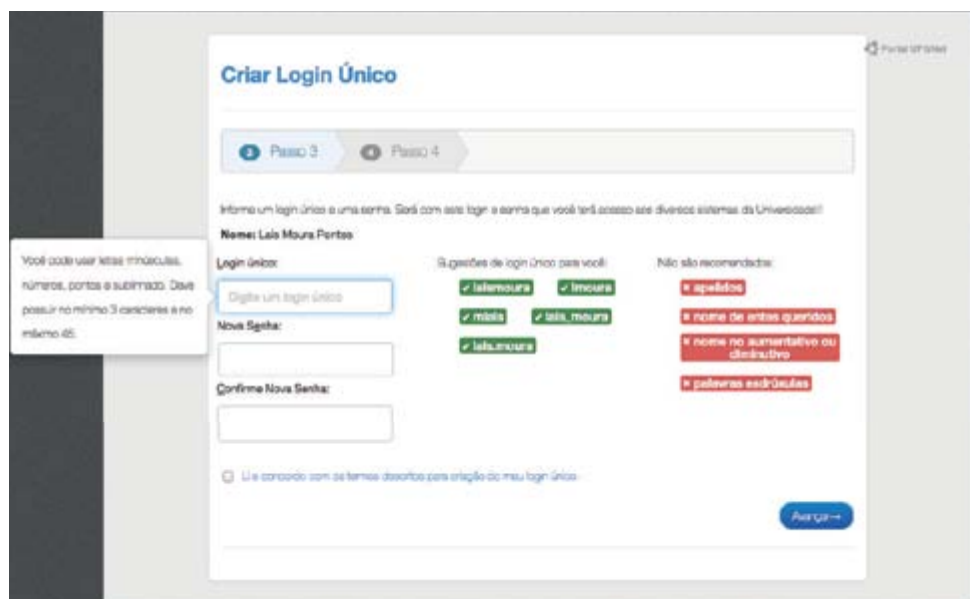 Portal
Criar Login Único
3 Passo 3
4 Passo 4
Informe um login único e uma senha. Será com este login e senha que você terá acesso aos diversos sistemas da Universidade!!
Nome: Lais Moura Pontes
Você pode usar letras minúsculas,
números, pontos e sublinhado. Deve
possuir no mínimo 3 caracteres e no
máximo 45.
Login único:
Digite um login único
Nova Senha:
Confirme Nova Senha:
Sugestões de login único para você:
✓ laismoura ✓ lmoura
✓ mlais ✓ lais_moura
✓ lais.moura
Não são recomendados:
× apelidos
× nome de entes queridos
× nome no aumentativo ou
diminutivo
× palavras esdrúxulas
Li e concordo com os termos descritos para criação do meu login único.
Avançar→